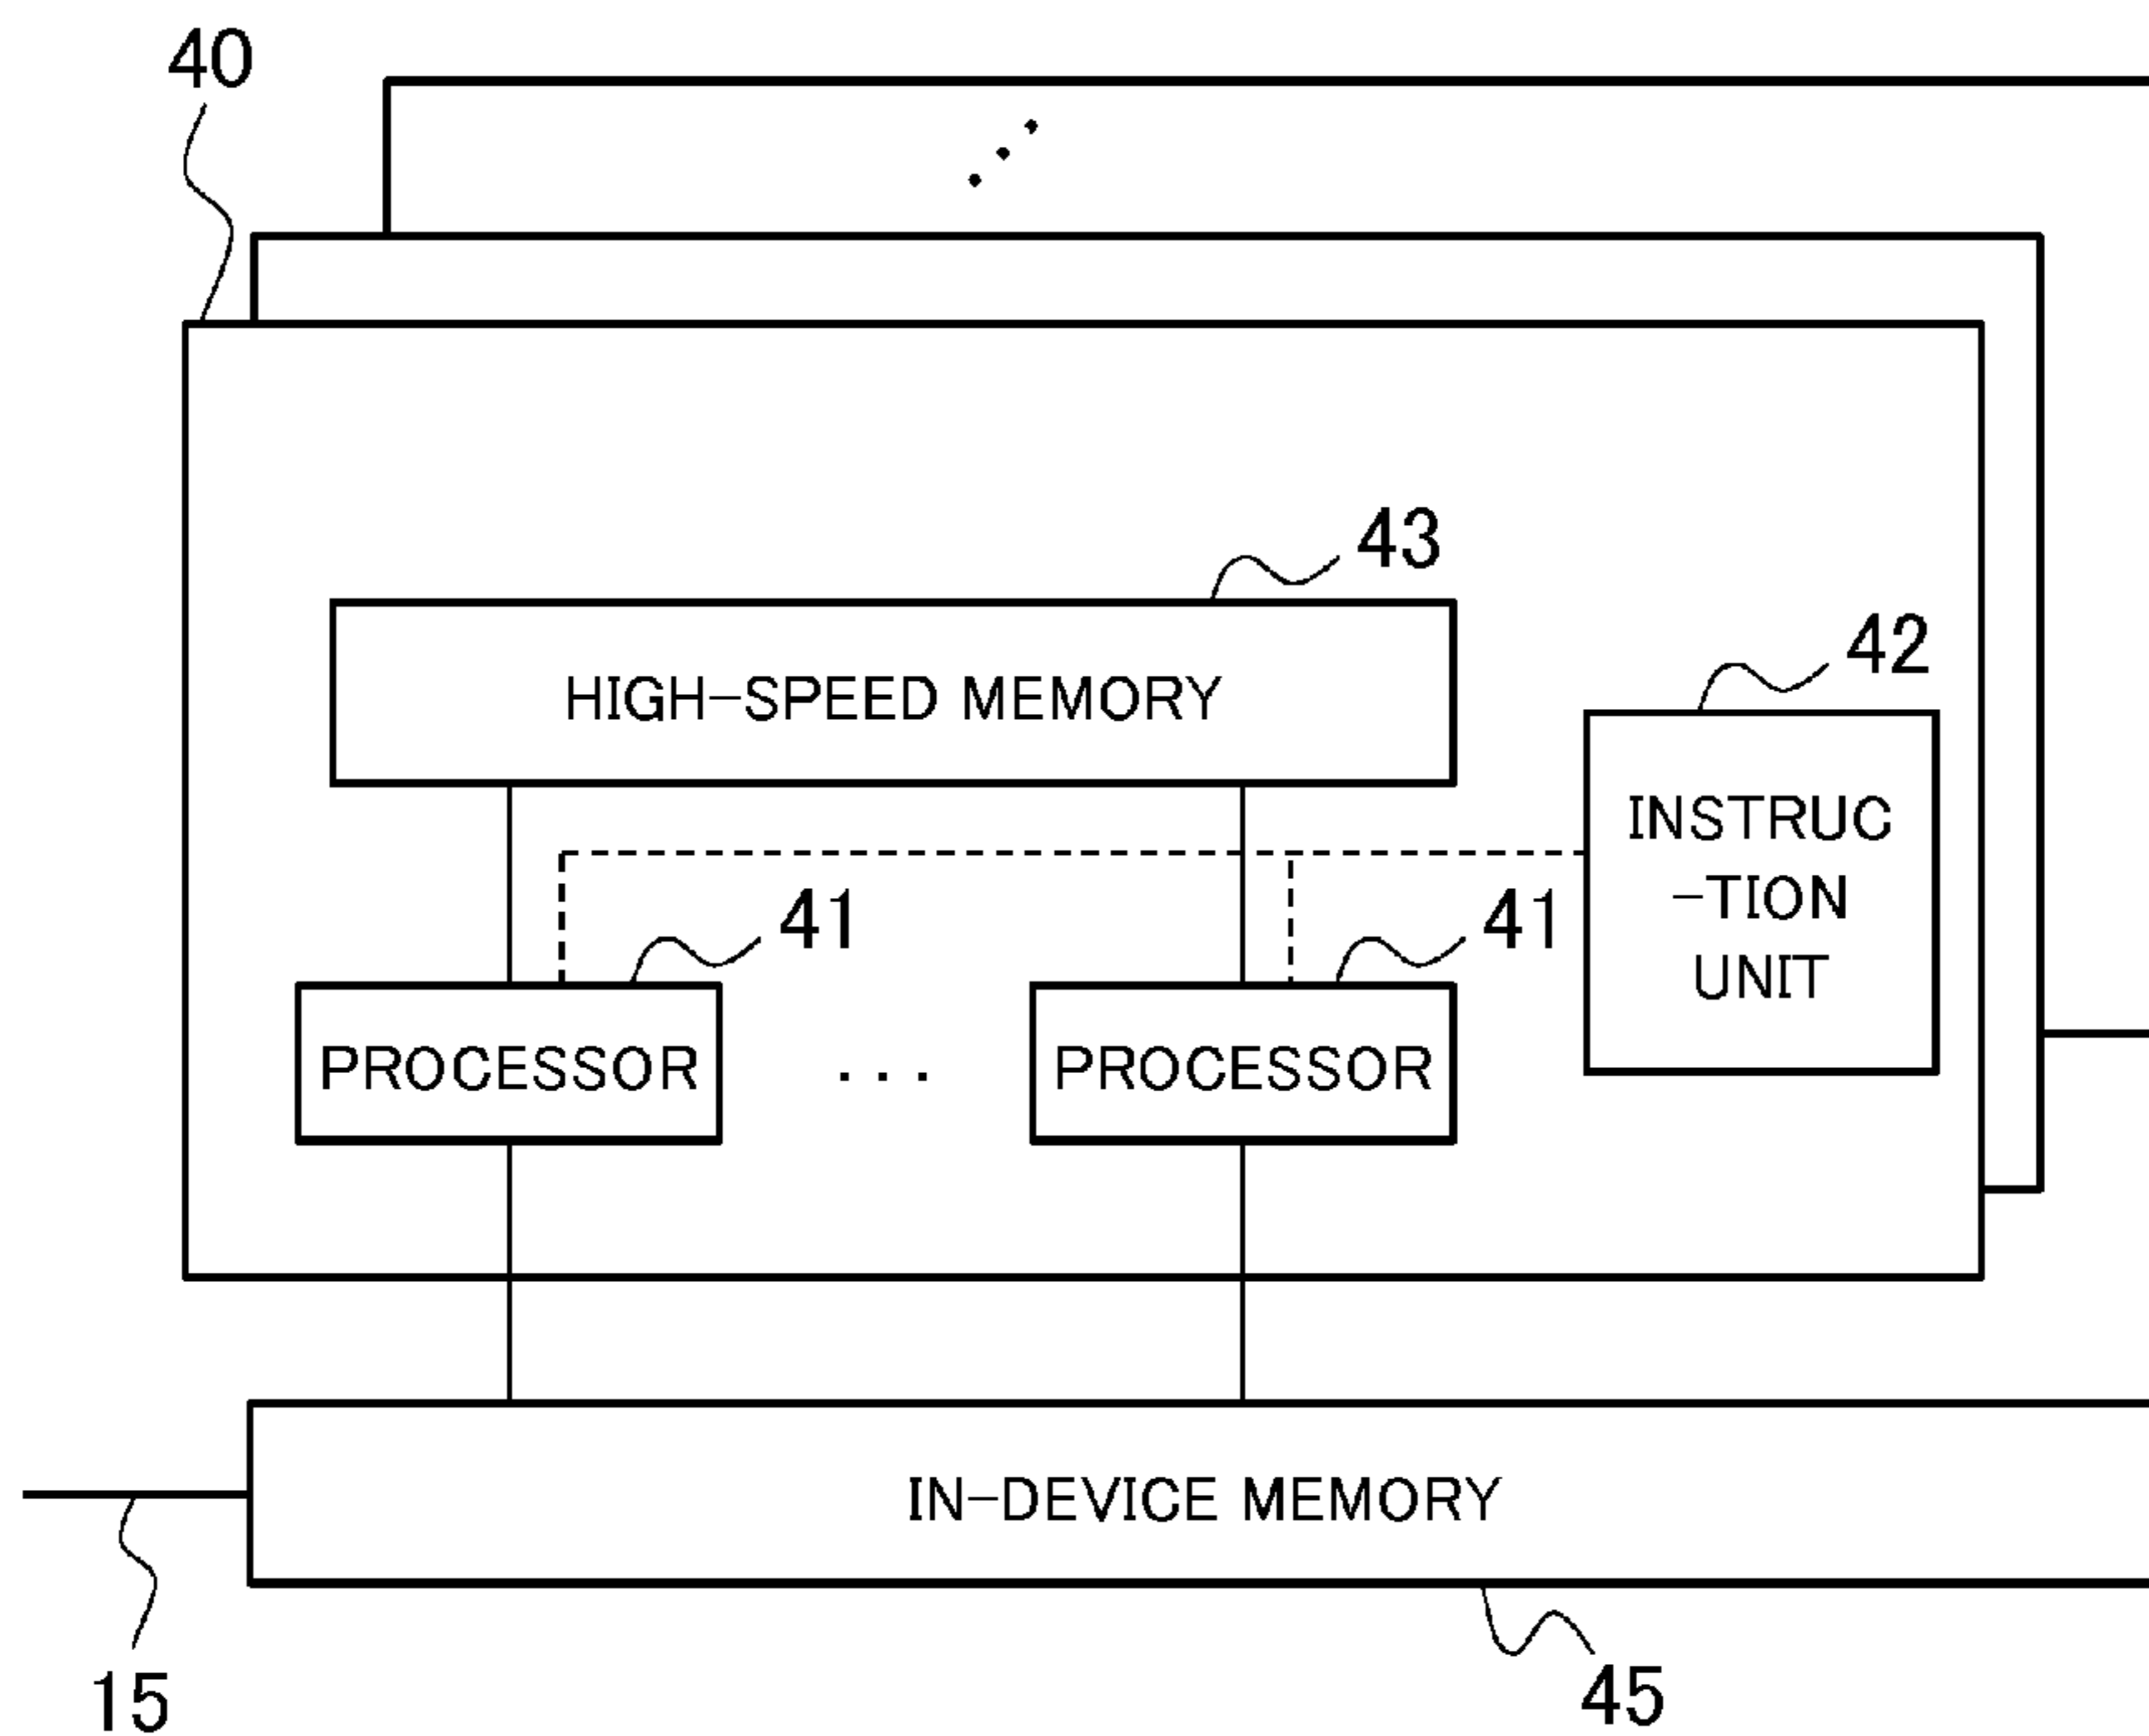 40
43
HIGH-SPEED MEMORY
42
INSTRUC
-TION
UNIT
41
41
PROCESSOR
...
PROCESSOR
IN-DEVICE MEMORY
15
45